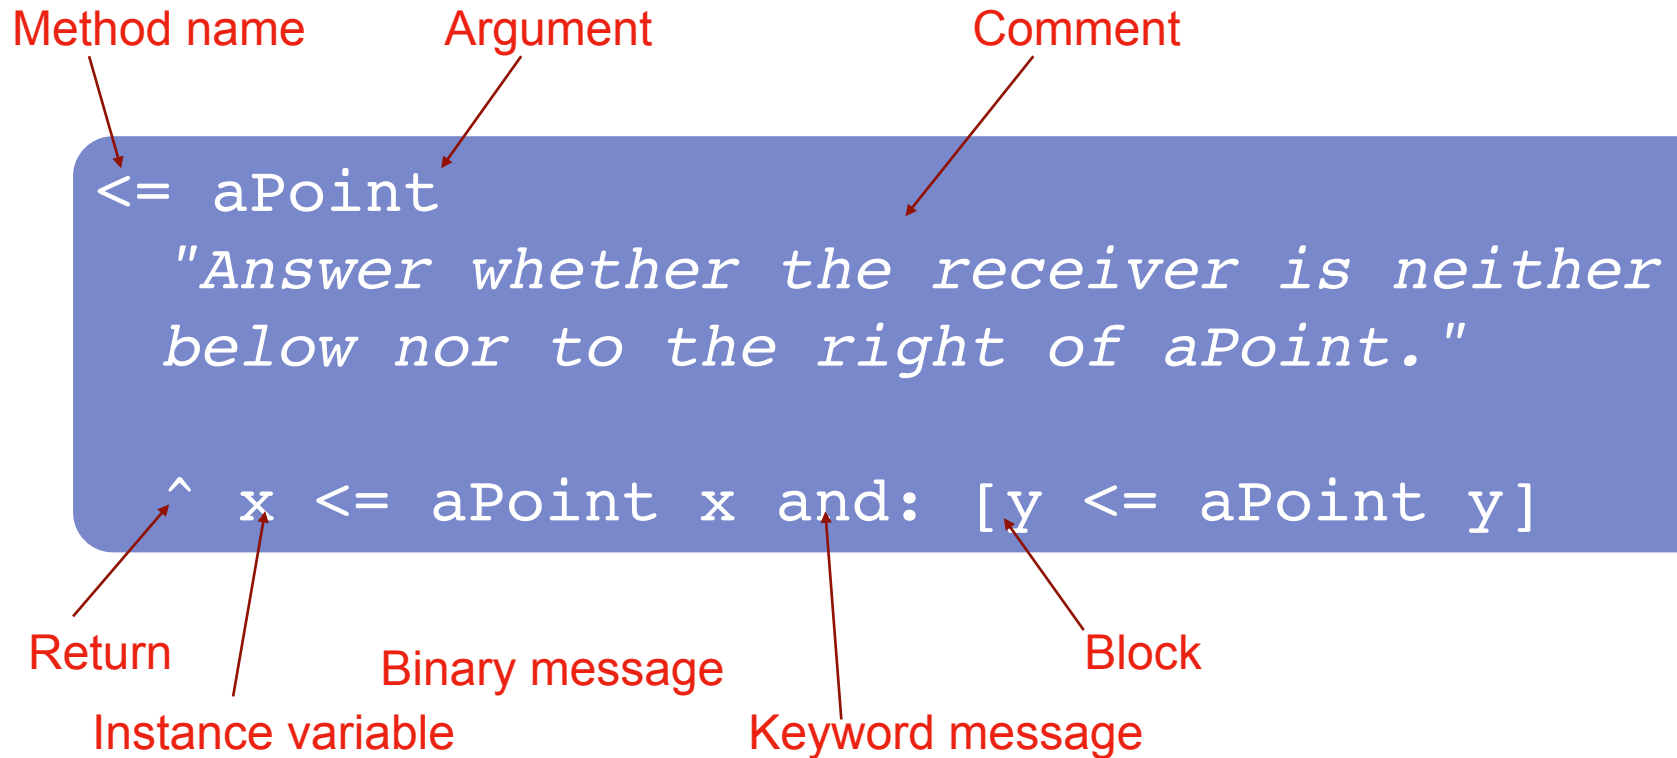 Method name Argument Comment
<= aPoint
"Answer whether the receiver is neither
below nor to the right of aPoint."
^ x <= aPoint x and: [y <= aPoint y]
Return Binary message Block
Instance variable Keyword message